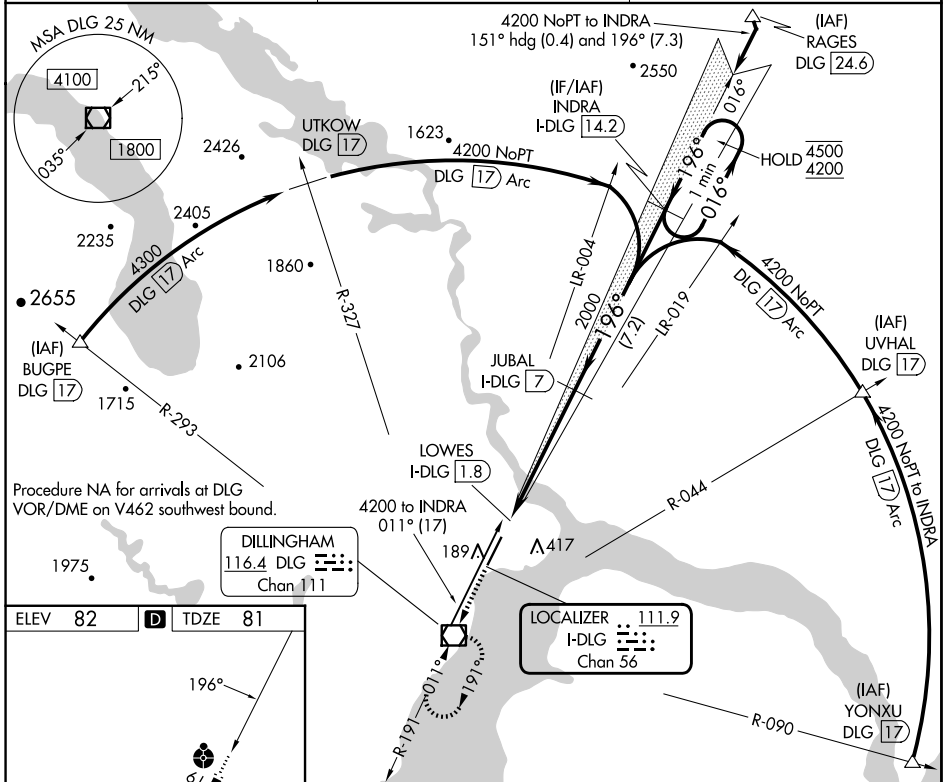 MSA DLG 25 NM
4100
215°
035°
1800
4200 NoPT to INDRA
151° hdg (0.4) and 196° (7.3)
(IAF)
RAGES
DLG 24.6
2550
(IF/IAF)
INDRA
I-DLG 14.2
016°
196°
1 min
016°
HOLD 4500
4200
UTKOW
DLG 17
1623
4200 NoPT
DLG 17 Arc
2426
2405
2235
4300
DLG 17 Arc
1860
R-327
LR-004
2000
196°
(7.2)
LR-019
4200 NoPT
DLG 17 Arc
2655
(IAF)
BUGPE
DLG 17
2106
1715
R-293
JUBAL
I-DLG 7
(IAF)
UVHAL
DLG 17
4200 NoPT to INDRA
DLG 17 Arc
R-044
LOWES
I-DLG 1.8
Procedure NA for arrivals at DLG
VOR/DME on V462 southwest bound.
4200 to INDRA
011° (17)
189
417
DILLINGHAM
116.4 DLG
Chan 111
1975
LOCALIZER 111.9
I-DLG
Chan 56
011°
191°
R-191
R-090
(IAF)
YONXU
DLG 17
ELEV 82 D TDZE 81
196°